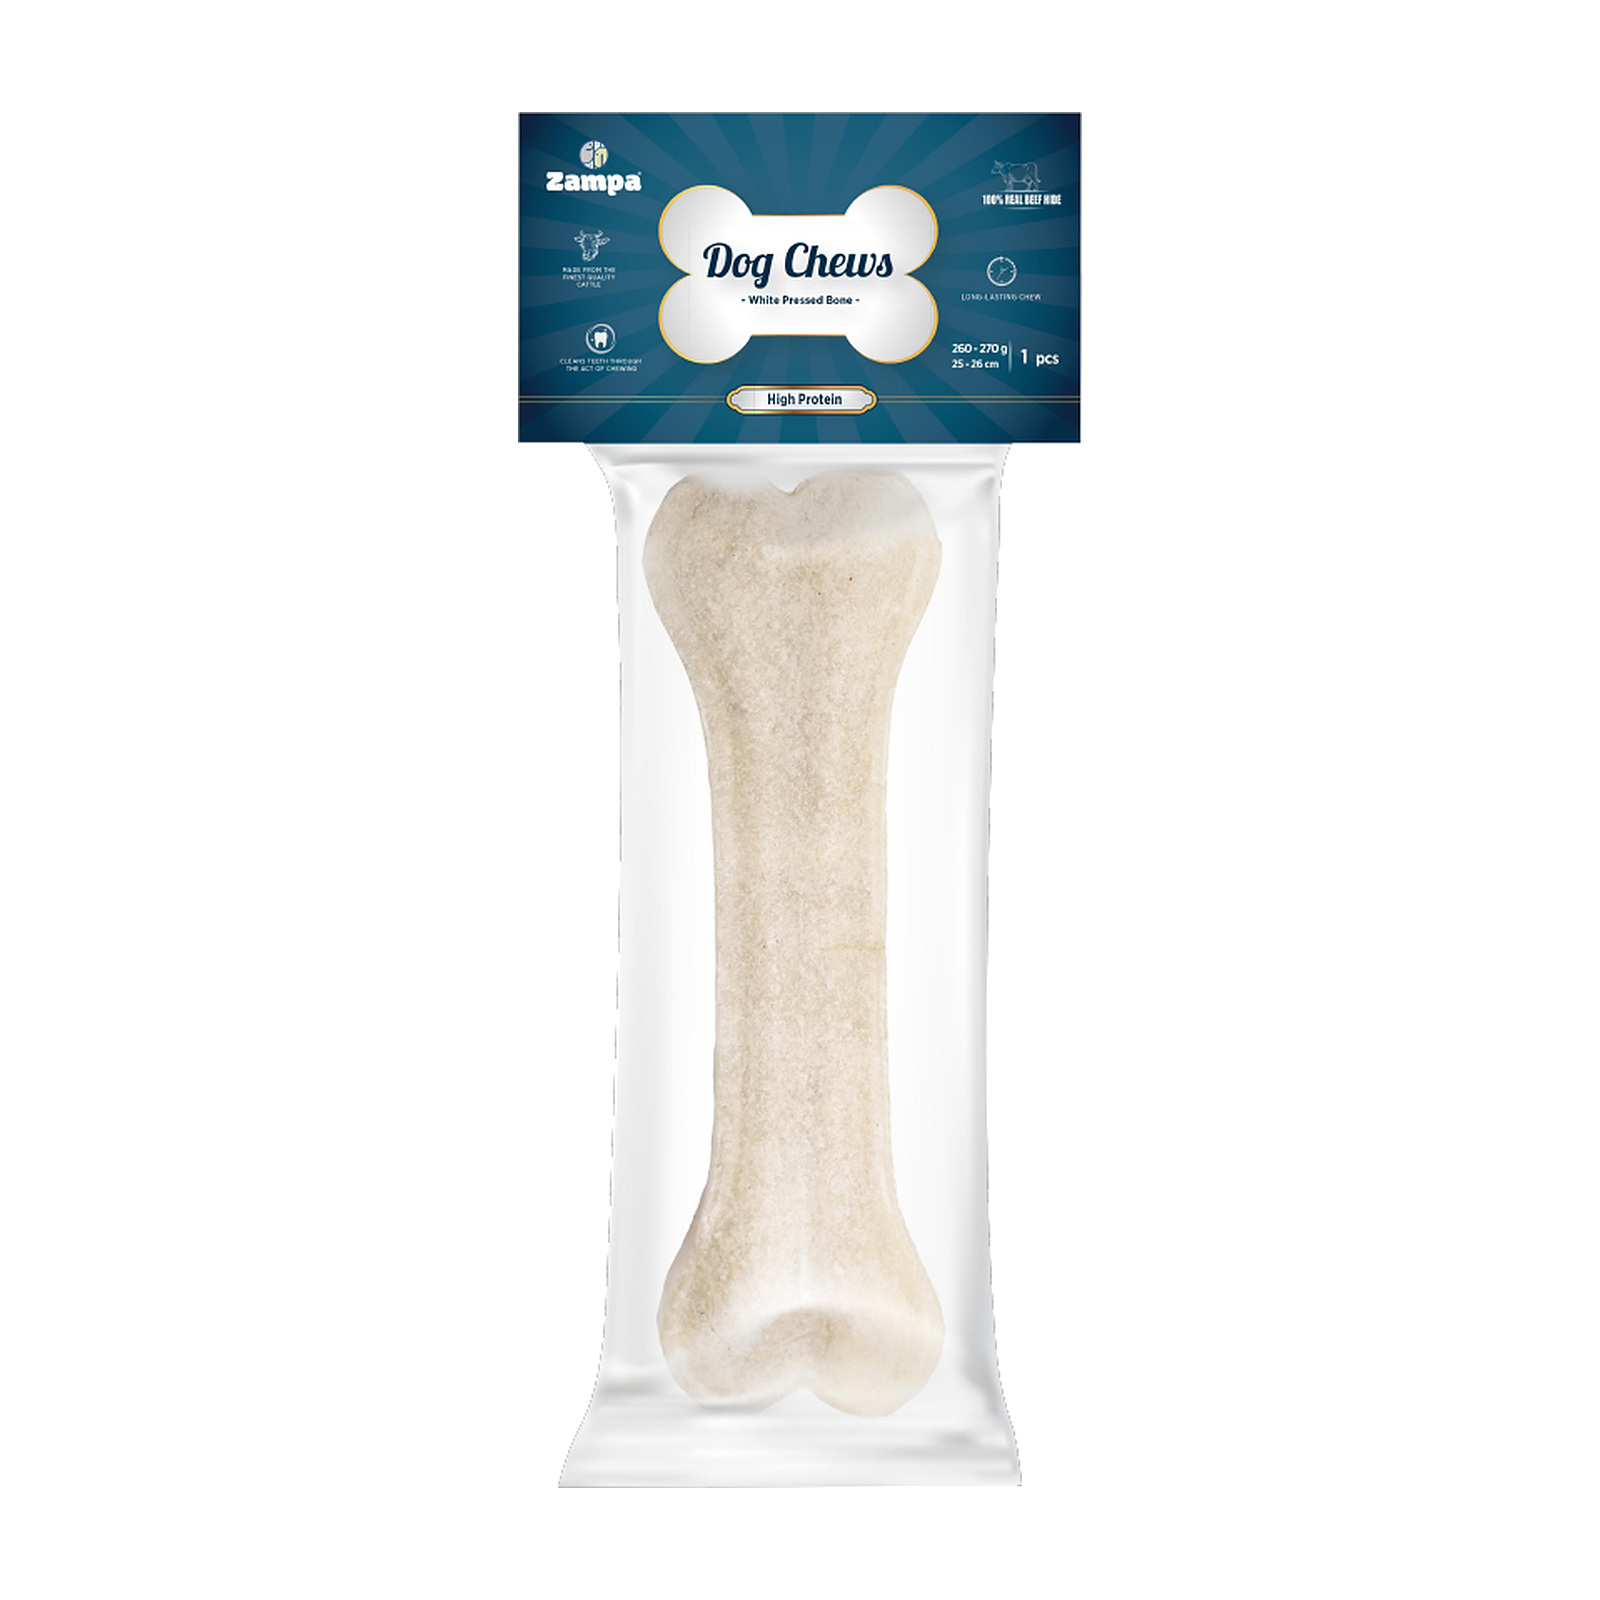 Zampa
100% REAL BEEF HIDE
MADE FROM THE
FINEST QUALITY
CATTLE
Dog Chews
- White Pressed Bone -
LONG-LASTING CHEW
CLEANS TEETH THROUGH
THE ACT OF CHEWING
260 - 270 g
25 - 26 cm
1 pcs
High Protein